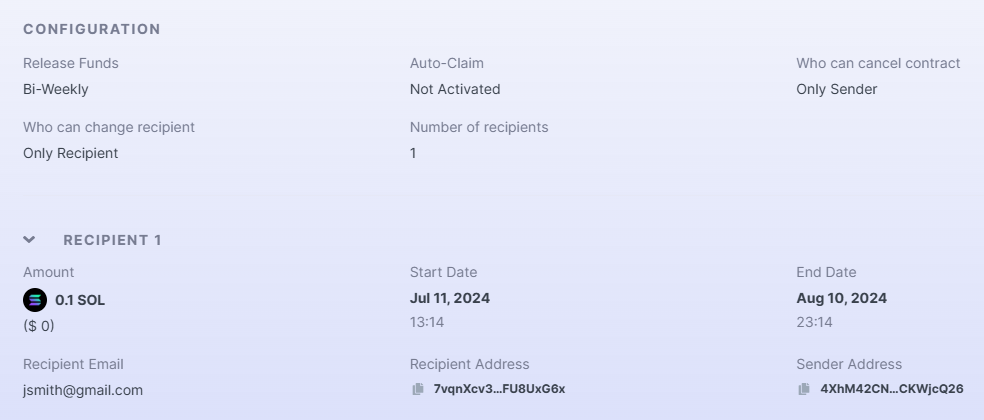 CONFIGURATION
Release Funds Auto-Claim Who can cancel contract
Bi-Weekly Not Activated Only Sender
Who can change recipient Number of recipients
Only Recipient 1
RECIPIENT 1
Amount Start Date End Date
0.1 SOL Jul 11, 2024 Aug 10, 2024
($ 0) 13:14 23:14
Recipient Email Recipient Address Sender Address
jsmith@gmail.com 7vqnXcv3...FU8UxG6x 4XhM42CN...CKWjcQ26